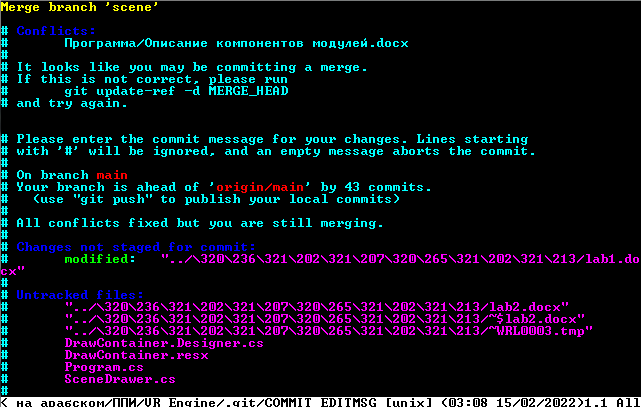 Merge branch 'scene'

# Conflicts:
#       Программа/Описание компонентов модулей.docx
#
# It looks like you may be committing a merge.
# If this is not correct, please run
#       git update-ref -d MERGE_HEAD
# and try again.


# Please enter the commit message for your changes. Lines starting
# with '#' will be ignored, and an empty message aborts the commit.
#
# On branch main
# Your branch is ahead of 'origin/main' by 43 commits.
#   (use "git push" to publish your local commits)
#
# All conflicts fixed but you are still merging.
#
# Changes not staged for commit:
#       modified:   "../\320\236\321\202\321\207\320\265\321\202\321\213/lab1.do
cx"
#
# Untracked files:
#       "../\320\236\321\202\321\207\320\265\321\202\321\213/lab2.docx"
#       "../\320\236\321\202\321\207\320\265\321\202\321\213/~$lab2.docx"
#       "../\320\236\321\202\321\207\320\265\321\202\321\213/~WRL0003.tmp"
#       DrawContainer.Designer.cs
#       DrawContainer.resx
#       Program.cs
#       SceneDrawer.cs
#
< на арабском/ППИ/VR Engine/.git/COMMIT_EDITMSG [unix] (03:08 15/02/2022)1,1 All